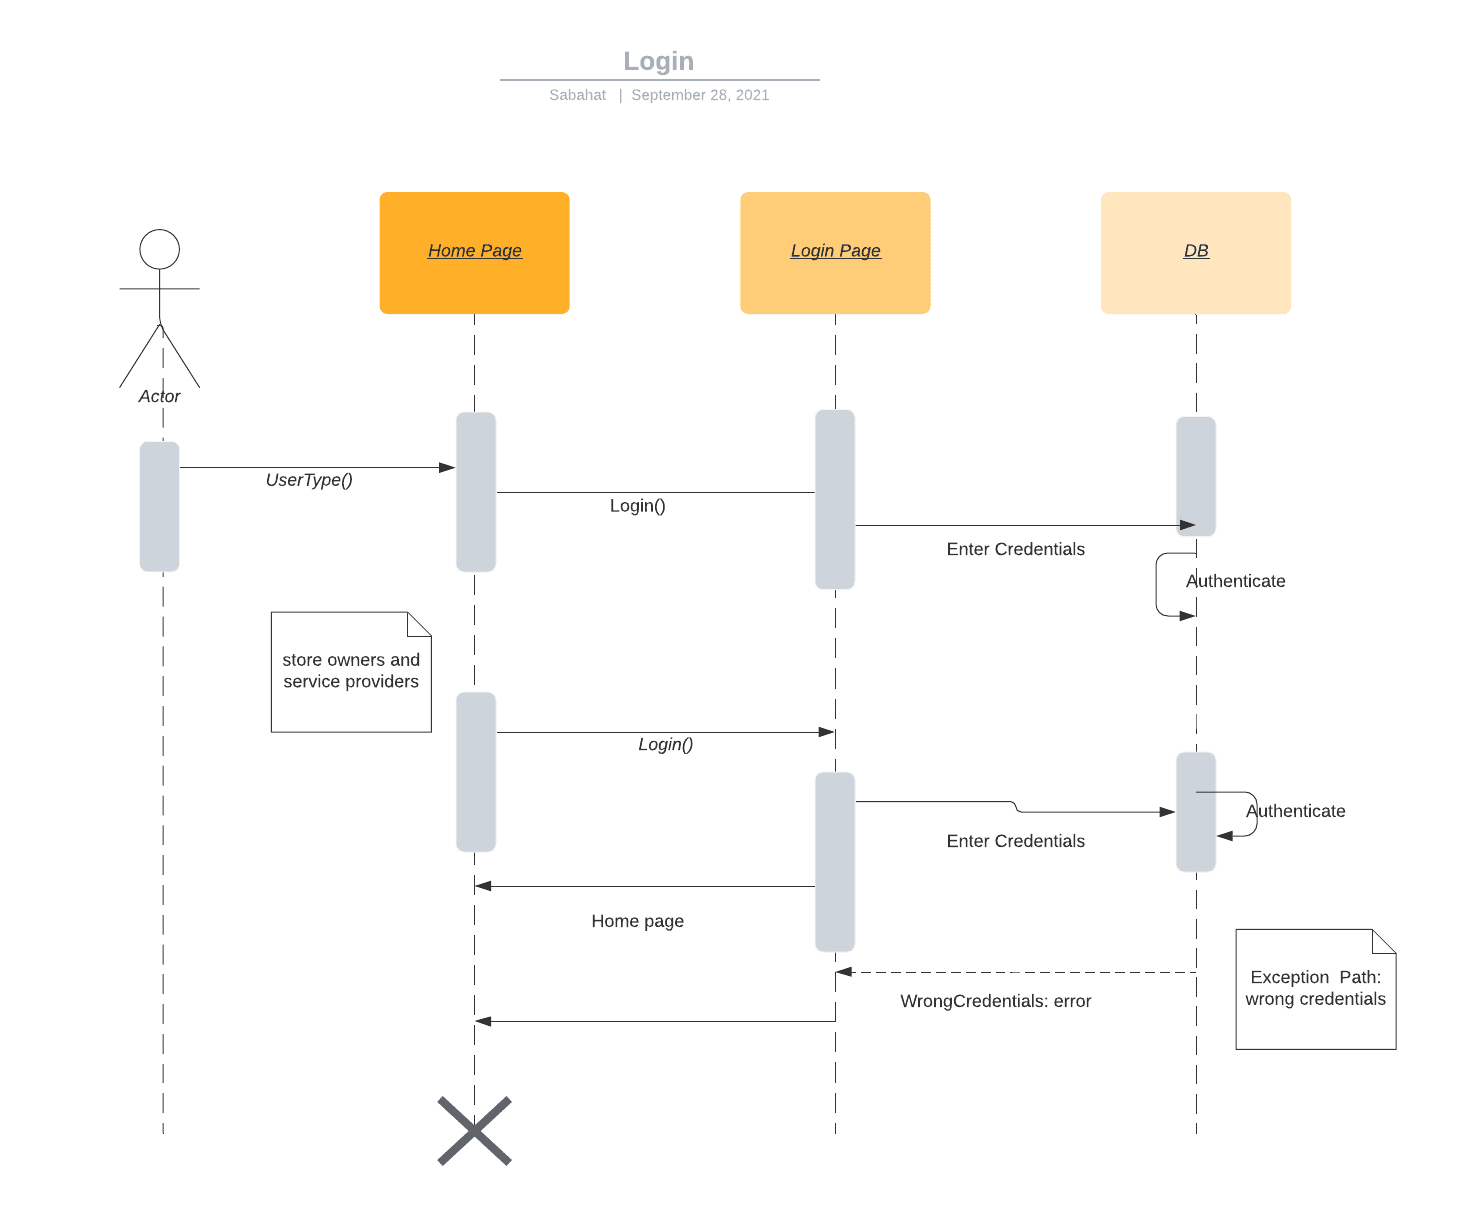 Login
Sabahat | September 28, 2021
Home Page
Login Page
DB
Actor
UserType()
Login()
Enter Credentials
Authenticate
store owners and
service providers
Login()
Enter Credentials
Authenticate
Home page
Exception Path:
wrong credentials
WrongCredentials: error